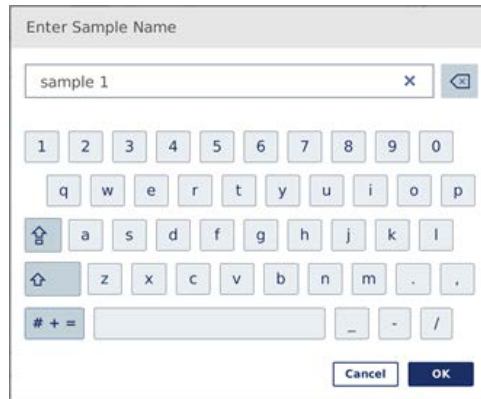 Enter Sample Name
sample 1
1 2 3 4 5 6 7 8 9 0
q w e r t y u i o p
a s d f g h j k l
z x c v b n m . ,
# + = _ - /
Cancel OK